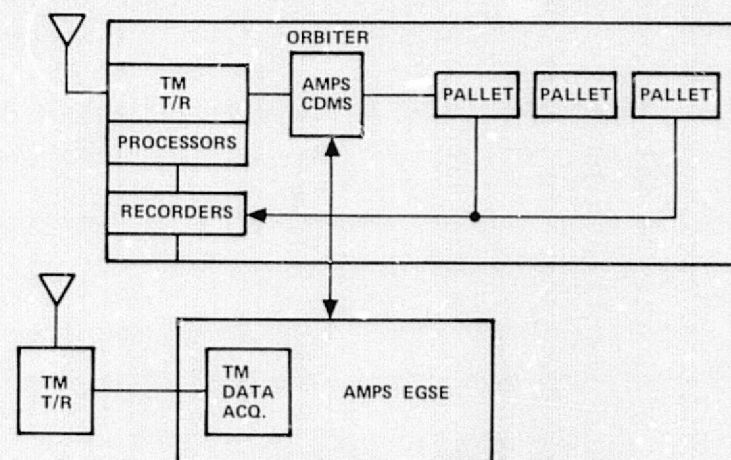 ORBITER
TM
T/R
AMPS
CDMS
PALLET
PALLET
PALLET
PROCESSORS
RECORDERS
TM
T/R
TM
DATA
ACQ.
AMPS EGSE